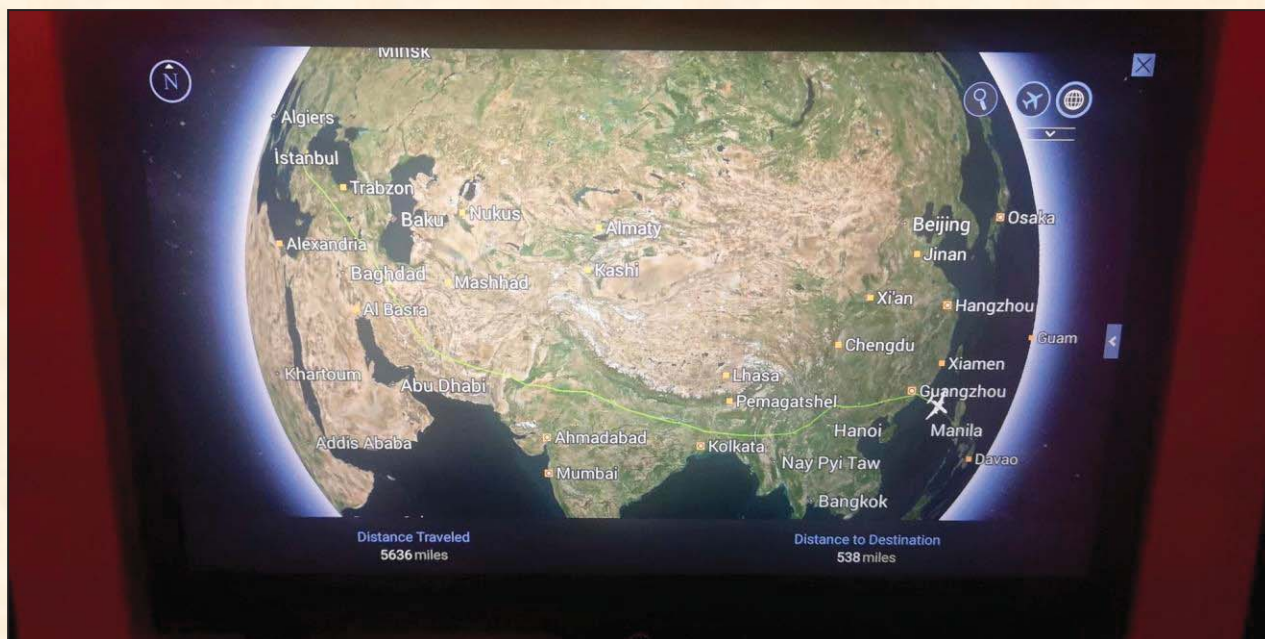 Minsk
N
Algiers
İstanbul
Trabzon
Baku
Nukus
Almaty
Beijing
Osaka
Alexandria
Jinan
Baghdad
Mashhad
Kashi
Al Basra
Xi'an
Hangzhou
Chengdu
Guam
Khartoum
Abu Dhabi
Lhasa
Xiamen
Pemagatshel
Guangzhou
Addis Ababa
Ahmadabad
Kolkata
Hanoi
Manila
Mumbai
Nay Pyi Taw
Davao
Bangkok
Distance Traveled
5636 miles
Distance to Destination
538 miles